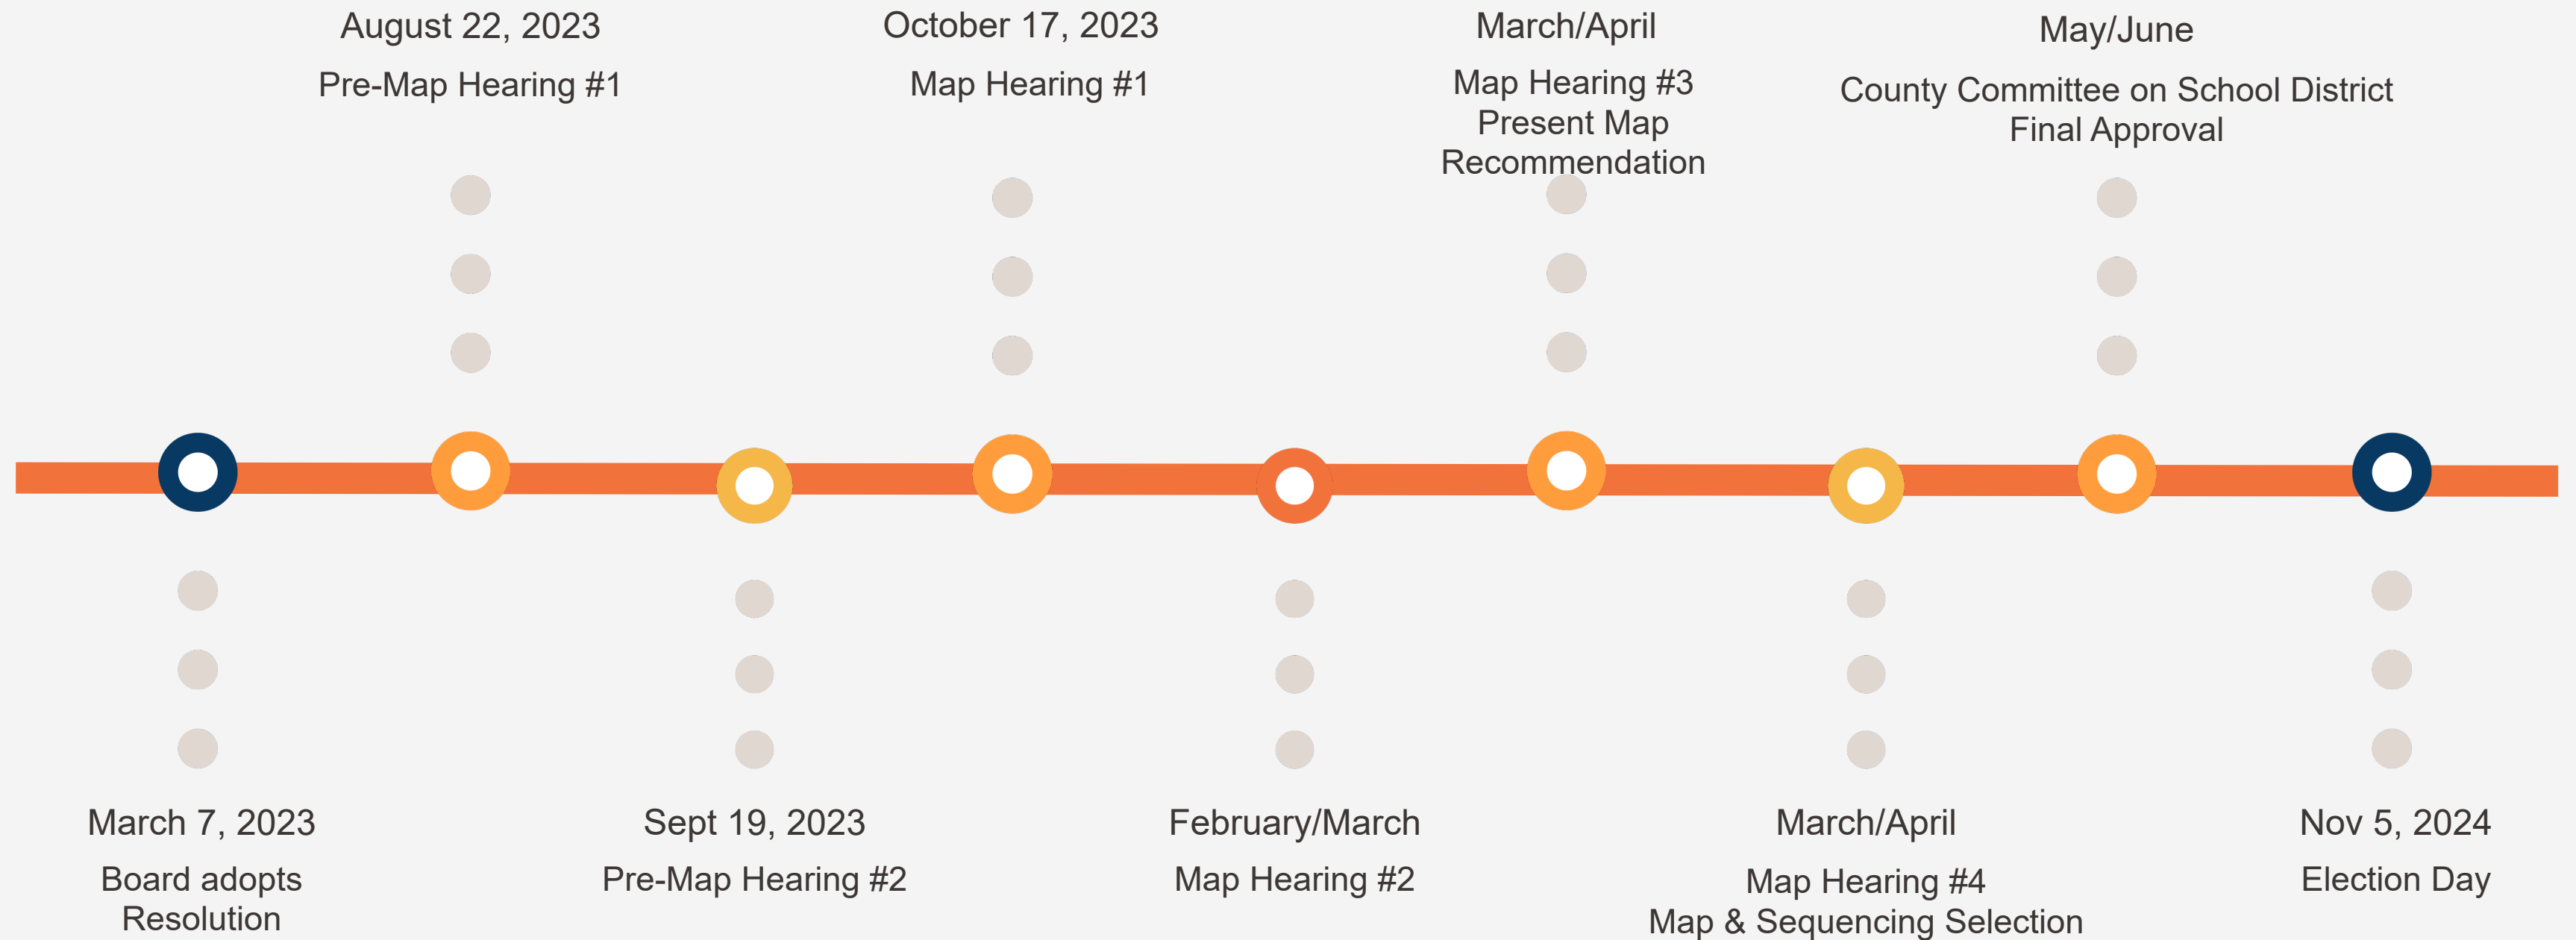 August 22, 2023
Pre-Map Hearing #1
October 17, 2023
Map Hearing #1
March/April
Map Hearing #3
Present Map
Recommendation
May/June
County Committee on School District
Final Approval
March 7, 2023
Board adopts
Resolution
Sept 19, 2023
Pre-Map Hearing #2
February/March
Map Hearing #2
March/April
Map Hearing #4
Map & Sequencing Selection
Nov 5, 2024
Election Day